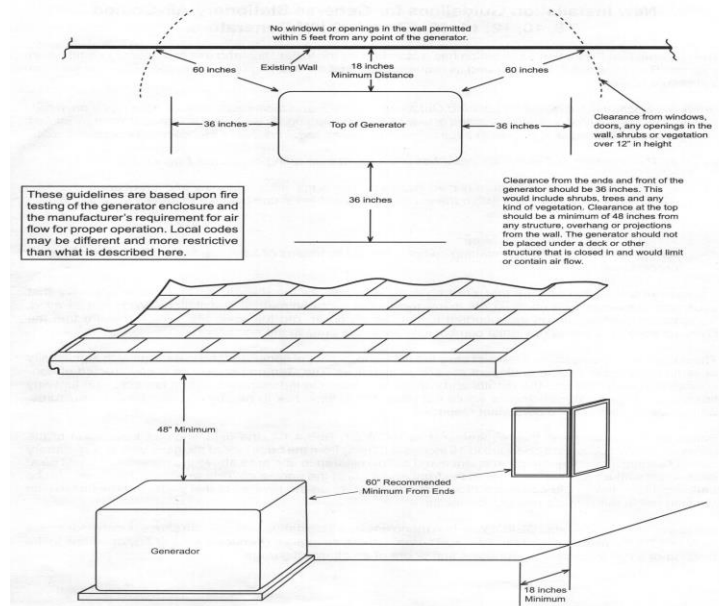 No windows or openings in the wall permitted
within 5 feet from any point of the generator.
60 inches
Existing Wall
18 inches
Minimum Distance
60 inches
36 inches
Top of Generator
36 inches
Clearance from windows,
doors, any openings in the
wall, shrubs or vegetation
over 12" in height
36 inches
These guidelines are based upon fire
testing of the generator enclosure and
the manufacturer's requirement for air
flow for proper operation. Local codes
may be different and more restrictive
than what is described here.
Clearance from the ends and front of the
generator should be 36 inches. This
would include shrubs, trees and any
kind of vegetation. Clearance at the top
should be a minimum of 48 inches from
any structure, overhang or projections
from the wall. The generator should not
be placed under a deck or other
structure that is closed in and would limit
or contain air flow.
48" Minimum
60" Recommended
Minimum From Ends
Generador
18 inches
Minimum